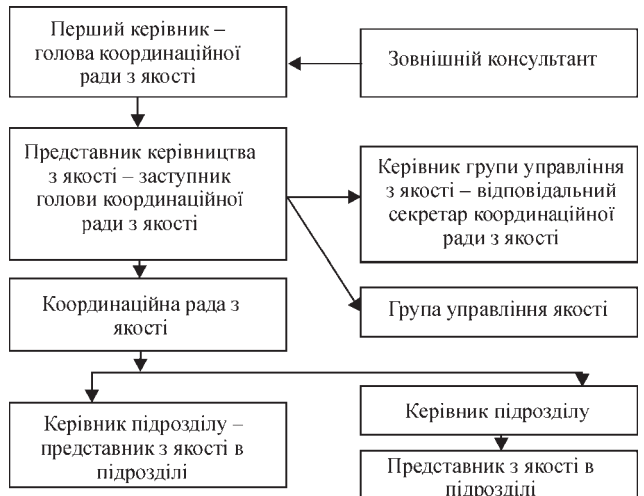 Перший керівник –
голова координаційної
ради з якості
Зовнішній консультант
Представник керівництва
з якості – заступник
голови координаційної
ради з якості
Керівник групи управління
з якості – відповідальний
секретар координаційної
ради з якості
Координаційна рада з
якості
Група управління якості
Керівник підрозділу –
представник з якості в
підрозділі
Керівник підрозділу
Представник з якості в
підрозділі